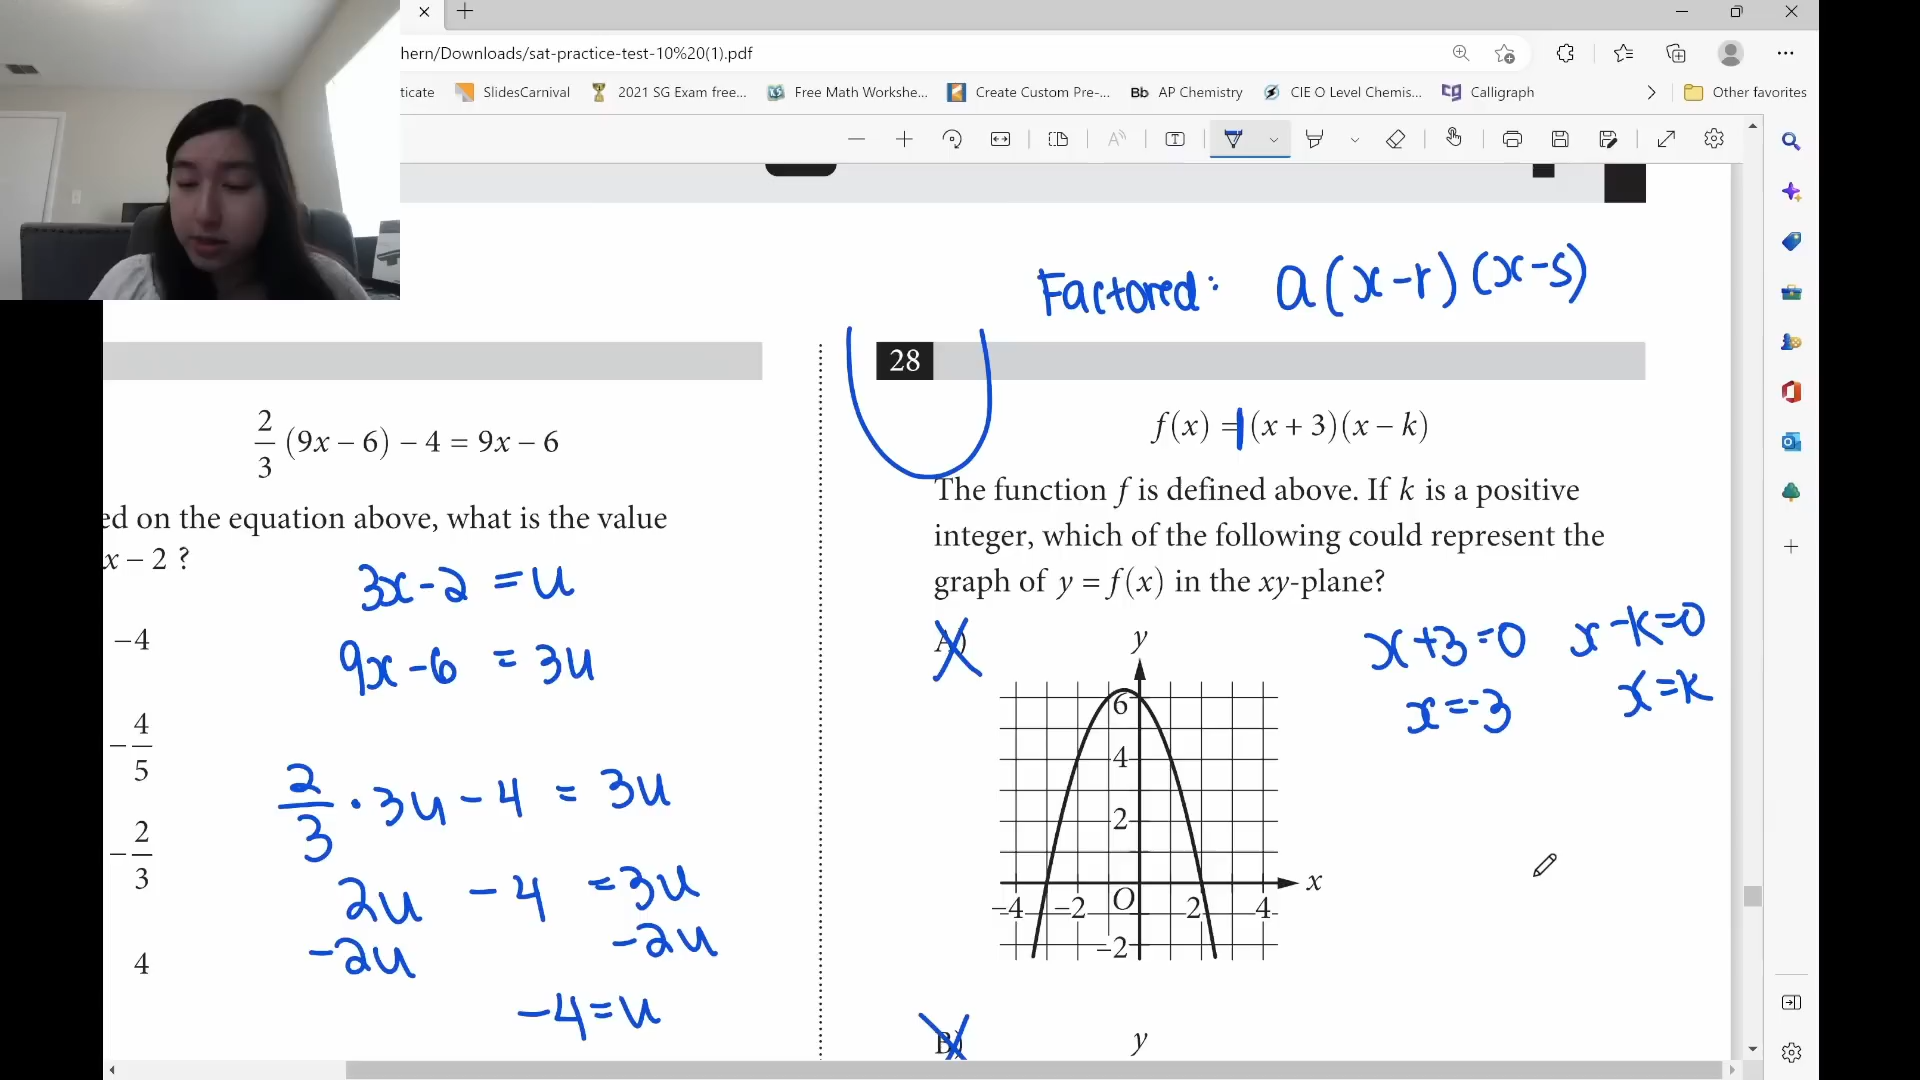 hern/Downloads/sat-practice-test-10%20(1).pdf
ticate SlidesCarnival 2021 SG Exam free... Free Math Workshe... Create Custom Pre-... Bb AP Chemistry CIE O Level Chemis... Calligraph Other favorites
Factored: a(x-r)(x-s)
2/3 (9x − 6) − 4 = 9x − 6
ed on the equation above, what is the value
x − 2 ?
3x-2 = u
9x-6 = 3u
−4
−4/5
−2/3
4
2/3 · 3u - 4 = 3u
2u - 4 = 3u
-2u -2u
-4 = u
28
f(x) = 1(x + 3)(x − k)
The function f is defined above. If k is a positive
integer, which of the following could represent the
graph of y = f(x) in the xy-plane?
A)
x+3=0 x-k=0
x=-3 x=k
y
6
4
2
−4 −2 O 2 4 x
−2
B)
y